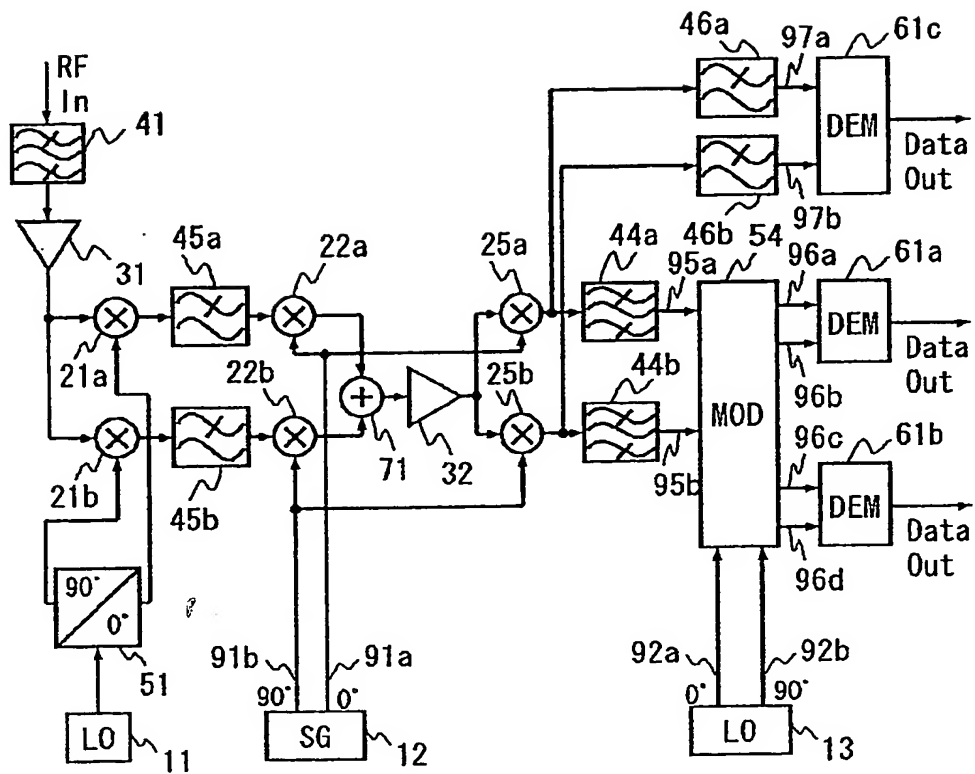 RF
In
41
31
45a
22a
25a
46a
97a
61c
DEM
Data
Out
46b
97b
44a
95a
54
96a
61a
DEM
Data
Out
21a
22b
25b
44b
MOD
96b
21b
45b
71
32
95b
96c
61b
DEM
Data
Out
96d
90°
0°
51
91b
91a
90°
0°
92a
92b
0°
90°
LO
11
SG
12
LO
13